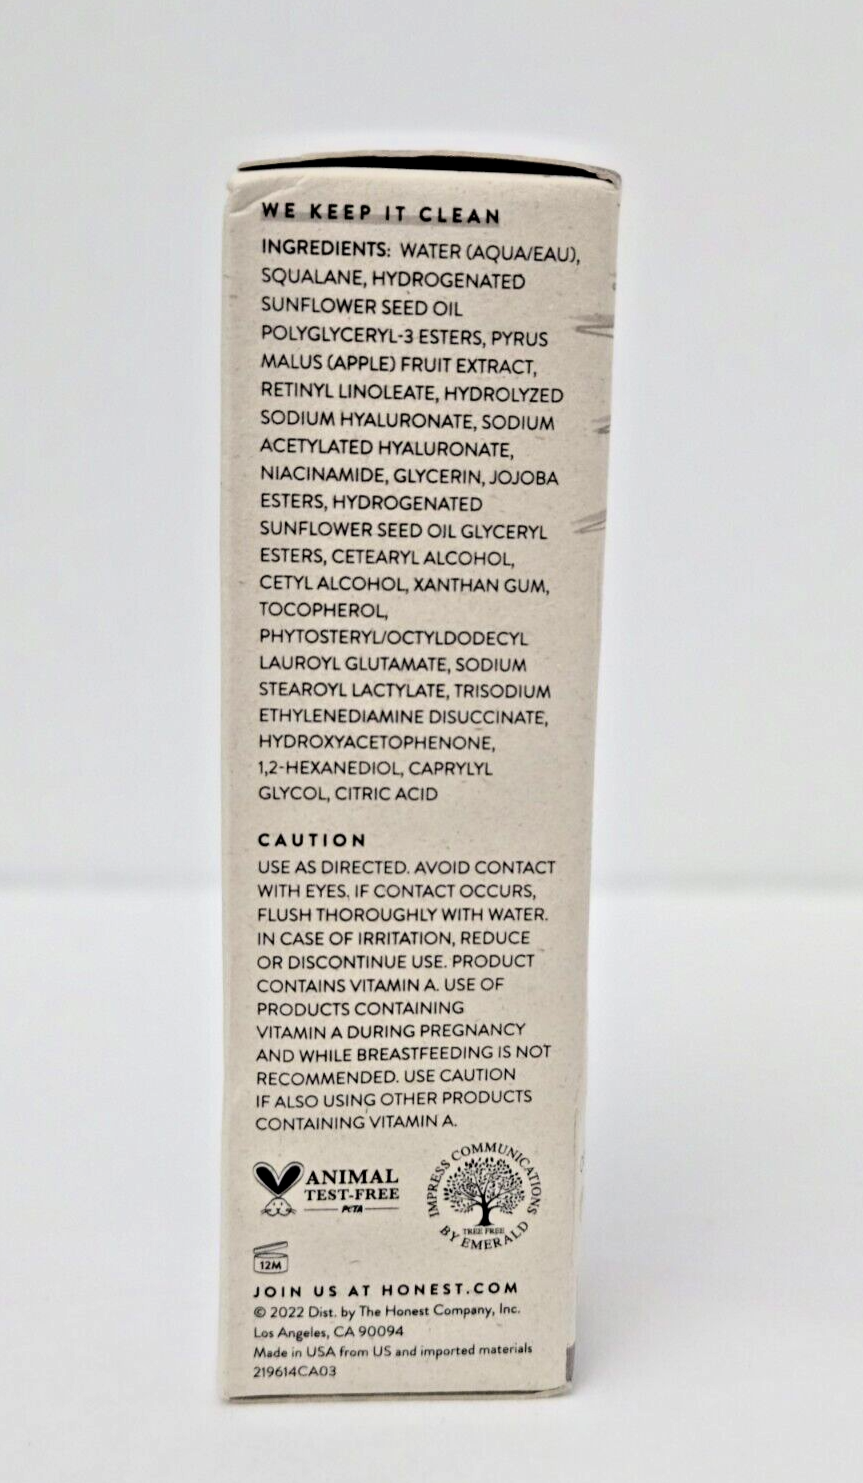 WE KEEP IT CLEAN
INGREDIENTS: WATER (AQUA/EAU),
SQUALANE, HYDROGENATED
SUNFLOWER SEED OIL
POLYGLYCERYL-3 ESTERS, PYRUS
MALUS (APPLE) FRUIT EXTRACT,
RETINYL LINOLEATE, HYDROLYZED
SODIUM HYALURONATE, SODIUM
ACETYLATED HYALURONATE,
NIACINAMIDE, GLYCERIN, JOJOBA
ESTERS, HYDROGENATED
SUNFLOWER SEED OIL GLYCERYL
ESTERS, CETEARYL ALCOHOL,
CETYL ALCOHOL, XANTHAN GUM,
TOCOPHEROL,
PHYTOSTERYL/OCTYLDODECYL
LAUROYL GLUTAMATE, SODIUM
STEAROYL LACTYLATE, TRISODIUM
ETHYLENEDIAMINE DISUCCINATE,
HYDROXYACETOPHENONE,
1,2-HEXANEDIOL, CAPRYLYL
GLYCOL, CITRIC ACID
CAUTION
USE AS DIRECTED. AVOID CONTACT
WITH EYES. IF CONTACT OCCURS,
FLUSH THOROUGHLY WITH WATER.
IN CASE OF IRRITATION, REDUCE
OR DISCONTINUE USE. PRODUCT
CONTAINS VITAMIN A. USE OF
PRODUCTS CONTAINING
VITAMIN A DURING PREGNANCY
AND WHILE BREASTFEEDING IS NOT
RECOMMENDED. USE CAUTION
IF ALSO USING OTHER PRODUCTS
CONTAINING VITAMIN A.
ANIMAL
TEST-FREE
PETA
IMPRESS COMMUNICATIONS
TREE FREE
BY EMERALD
12M
JOIN US AT HONEST.COM
© 2022 Dist. by The Honest Company, Inc.
Los Angeles, CA 90094
Made in USA from US and imported materials
219614CA03